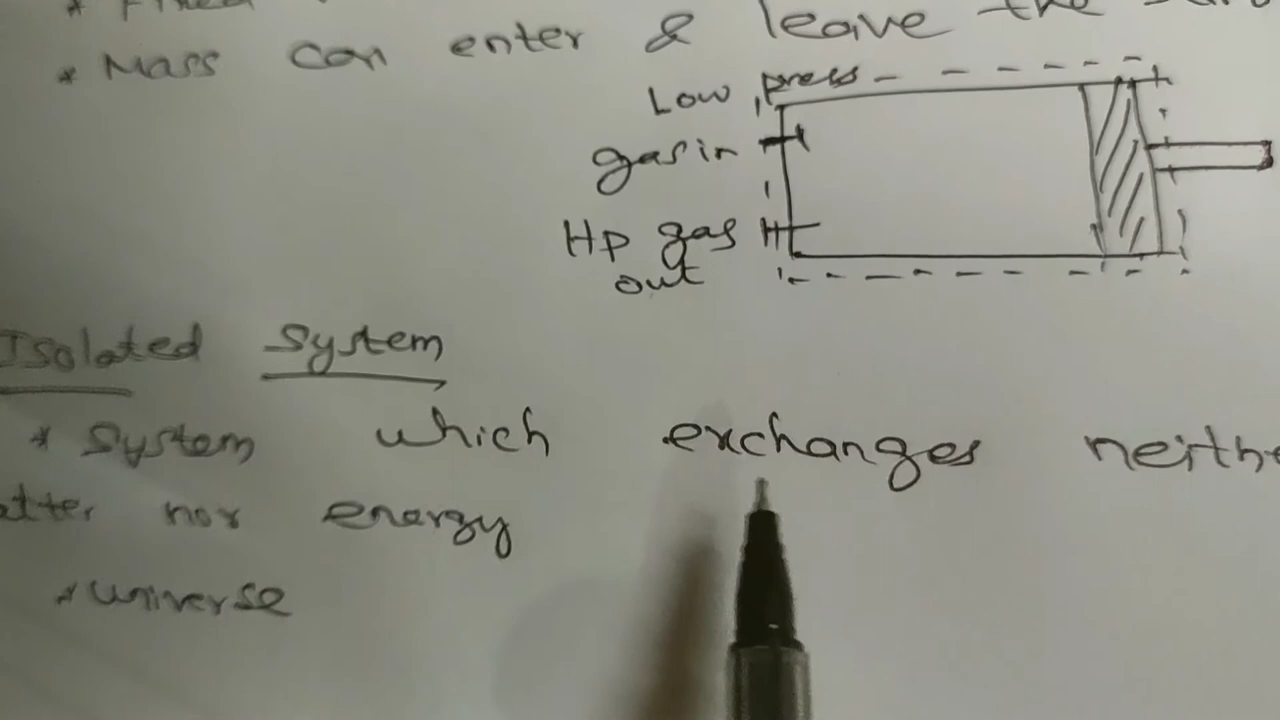 * Fixed
* Mass can enter & leave the
Low press
gas in
Hp gas
out
Isolated System
* System which exchanges neithe
atter nor energy
* universe